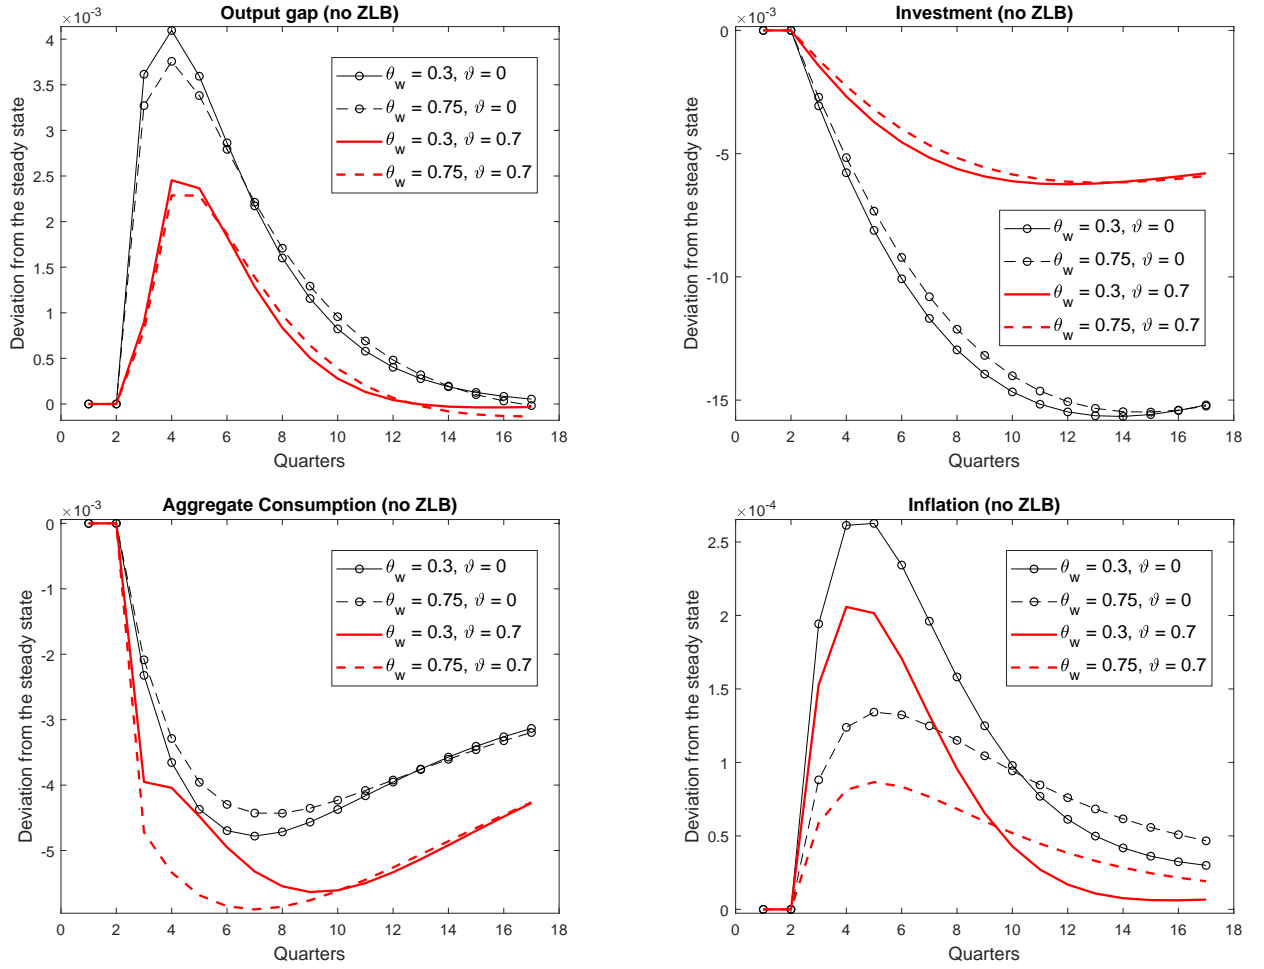 Output gap (no ZLB)
×10⁻³
Deviation from the steady state
4
3.5
3
2.5
2
1.5
1
0.5
0
0 2 4 6 8 10 12 14 16 18
Quarters
θw = 0.3, ϑ = 0
θw = 0.75, ϑ = 0
θw = 0.3, ϑ = 0.7
θw = 0.75, ϑ = 0.7
Investment (no ZLB)
×10⁻³
Deviation from the steady state
0
-5
-10
-15
0 2 4 6 8 10 12 14 16 18
Quarters
θw = 0.3, ϑ = 0
θw = 0.75, ϑ = 0
θw = 0.3, ϑ = 0.7
θw = 0.75, ϑ = 0.7
Aggregate Consumption (no ZLB)
×10⁻³
Deviation from the steady state
0
-1
-2
-3
-4
-5
0 2 4 6 8 10 12 14 16 18
Quarters
θw = 0.3, ϑ = 0
θw = 0.75, ϑ = 0
θw = 0.3, ϑ = 0.7
θw = 0.75, ϑ = 0.7
Inflation (no ZLB)
×10⁻⁴
Deviation from the steady state
2.5
2
1.5
1
0.5
0
0 2 4 6 8 10 12 14 16 18
Quarters
θw = 0.3, ϑ = 0
θw = 0.75, ϑ = 0
θw = 0.3, ϑ = 0.7
θw = 0.75, ϑ = 0.7